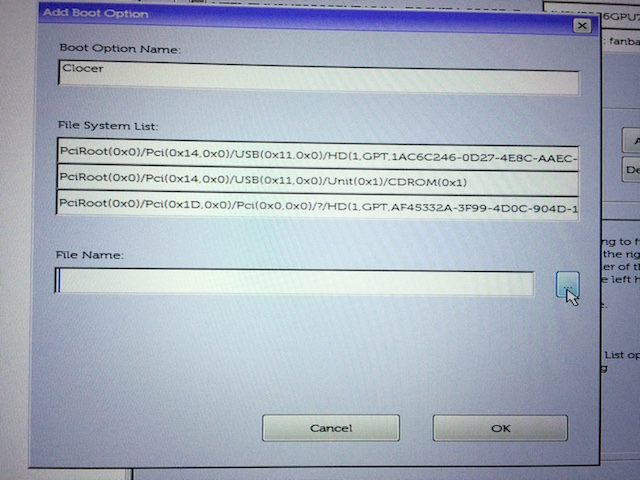 Add Boot Option
Boot Option Name:
Clocer
File System List:
PciRoot(0x0)/Pci(0x14,0x0)/USB(0x11,0x0)/HD(1,GPT,1AC6C246-0D27-4E8C-AAEC-
PciRoot(0x0)/Pci(0x14,0x0)/USB(0x11,0x0)/Unit(0x1)/CDROM(0x1)
PciRoot(0x0)/Pci(0x1D,0x0)/Pci(0x0,0x0)/?/HD(1,GPT,AF45332A-3F99-4D0C-904D-1
File Name:
...
Cancel
OK
6GPU7
: fanba
A
De
ng to f
the rig
er of th
e left h
e.
List op
g